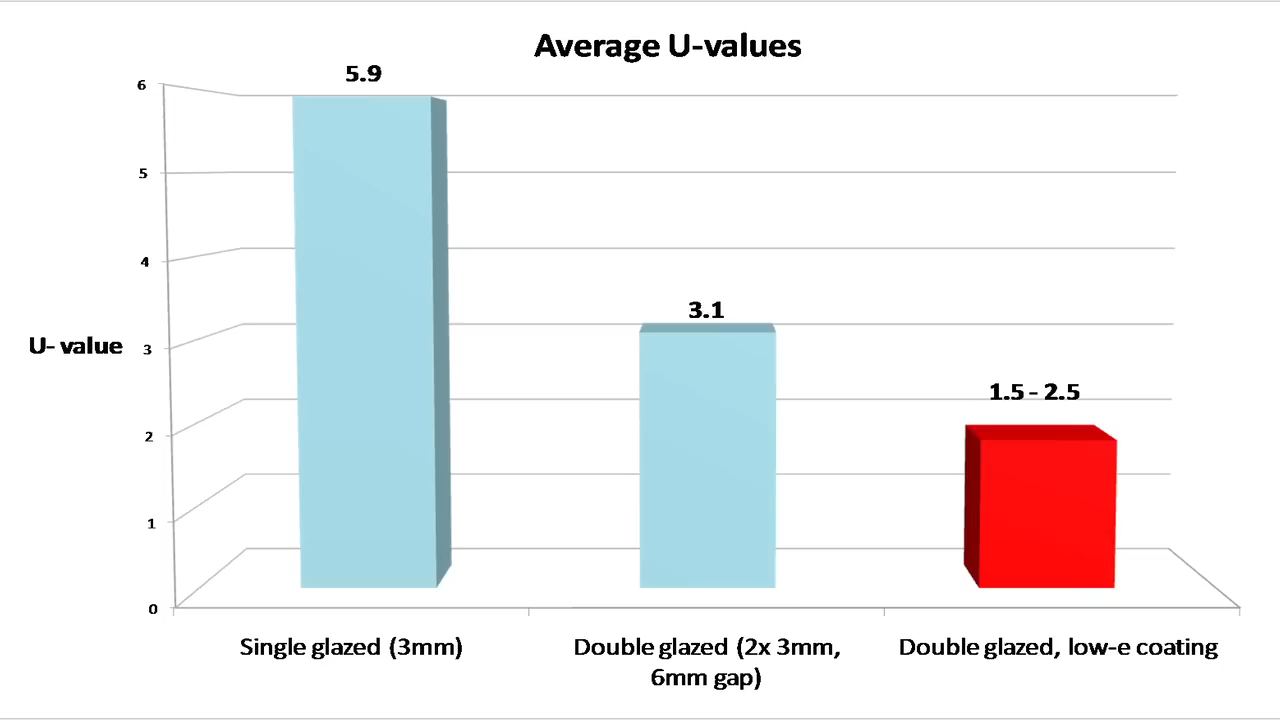 Average U-values
5.9
6
5
4
3.1
U- value
3
1.5 - 2.5
2
1
0
Single glazed (3mm)
Double glazed (2x 3mm,
6mm gap)
Double glazed, low-e coating